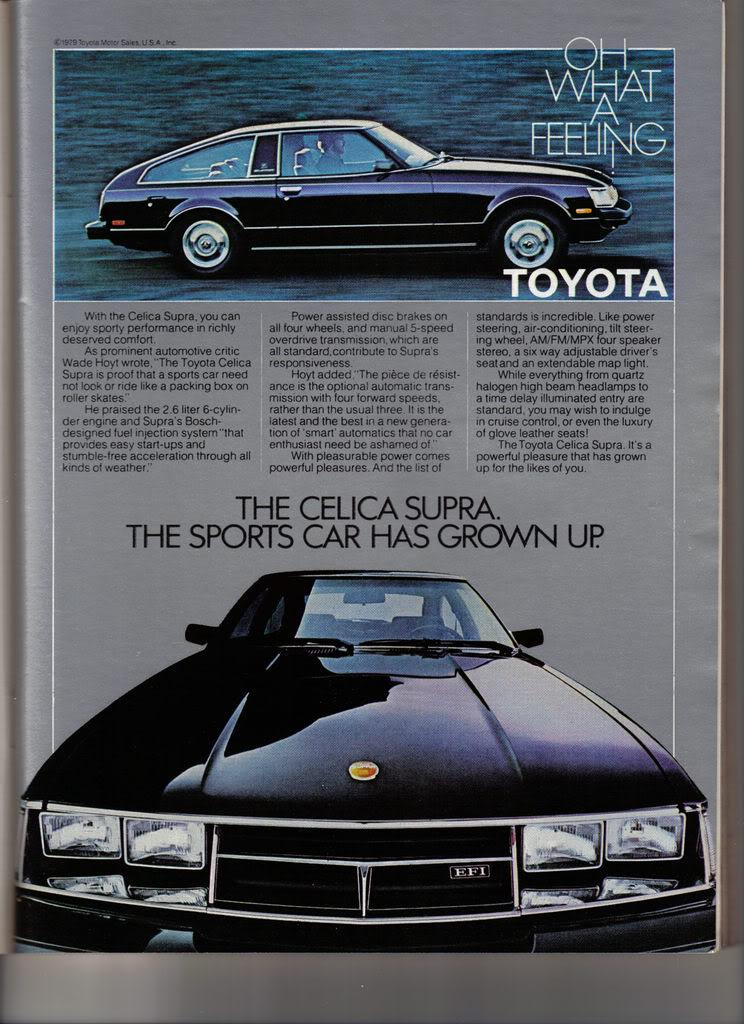 ©1979 Toyota Motor Sales, U.S.A., Inc.
OH
WHAT
A
FEELING
TOYOTA
With the Celica Supra, you can
enjoy sporty performance in richly
deserved comfort.
As prominent automotive critic
Wade Hoyt wrote, "The Toyota Celica
Supra is proof that a sports car need
not look or ride like a packing box on
roller skates."
He praised the 2.6 liter 6-cylin-
der engine and Supra's Bosch-
designed fuel injection system "that
provides easy start-ups and
stumble-free acceleration through all
kinds of weather."
Power assisted disc brakes on
all four wheels, and manual 5-speed
overdrive transmission, which are
all standard, contribute to Supra's
responsiveness.
Hoyt added, "The pièce de résist-
ance is the optional automatic trans-
mission with four forward speeds,
rather than the usual three. It is the
latest and the best in a new genera-
tion of 'smart' automatics that no car
enthusiast need be ashamed of."
With pleasurable power comes
powerful pleasures. And the list of
standards is incredible. Like power
steering, air-conditioning, tilt steer-
ing wheel, AM/FM/MPX four speaker
stereo, a six way adjustable driver's
seat and an extendable map light.
While everything from quartz
halogen high beam headlamps to
a time delay illuminated entry are
standard, you may wish to indulge
in cruise control, or even the luxury
of glove leather seats!
The Toyota Celica Supra. It's a
powerful pleasure that has grown
up for the likes of you.
THE CELICA SUPRA.
THE SPORTS CAR HAS GROWN UP.
EFI